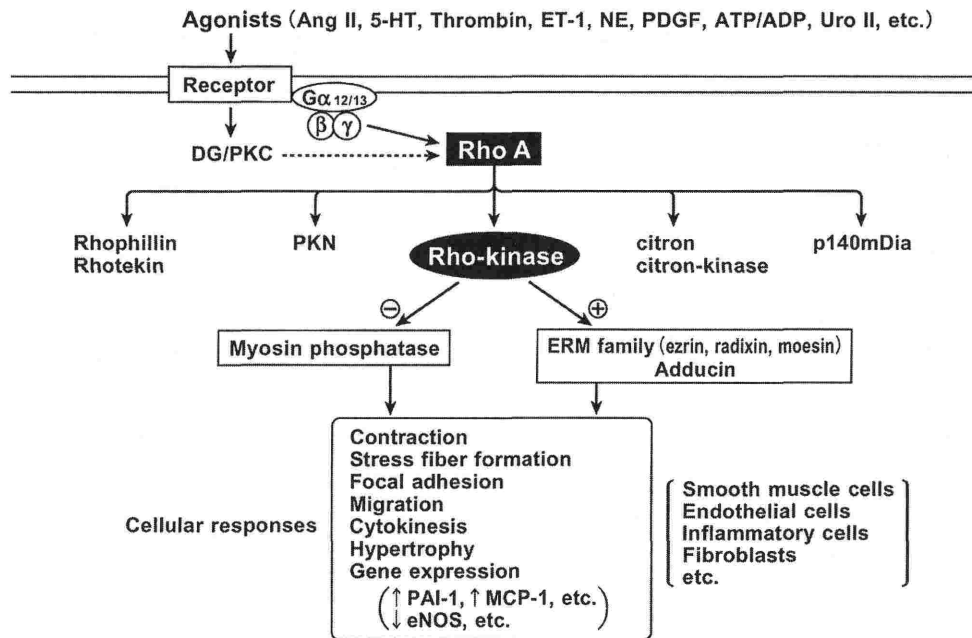 Agonists (Ang II, 5-HT, Thrombin, ET-1, NE, PDGF, ATP/ADP, Uro II, etc.)
Receptor
Gα 12/13
β γ
DG/PKC
Rho A
Rhophillin
Rhotekin
PKN
Rho-kinase
citron
citron-kinase
p140mDia
⊖
⊕
Myosin phosphatase
ERM family (ezrin, radixin, moesin)
Adducin
Cellular responses
Contraction
Stress fiber formation
Focal adhesion
Migration
Cytokinesis
Hypertrophy
Gene expression
(↑ PAI-1, ↑ MCP-1, etc.
↓ eNOS, etc.)
Smooth muscle cells
Endothelial cells
Inflammatory cells
Fibroblasts
etc.